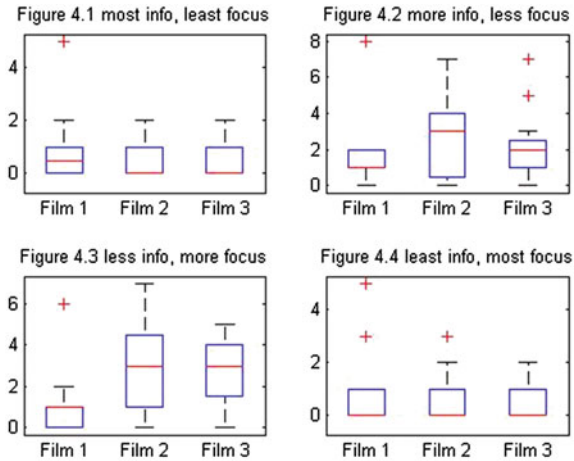 Figure 4.1 most info, least focus
4
2
0
Film 1 Film 2 Film 3
Figure 4.2 more info, less focus
8
6
4
2
0
Film 1 Film 2 Film 3
Figure 4.3 less info, more focus
6
4
2
0
Film 1 Film 2 Film 3
Figure 4.4 least info, most focus
4
2
0
Film 1 Film 2 Film 3